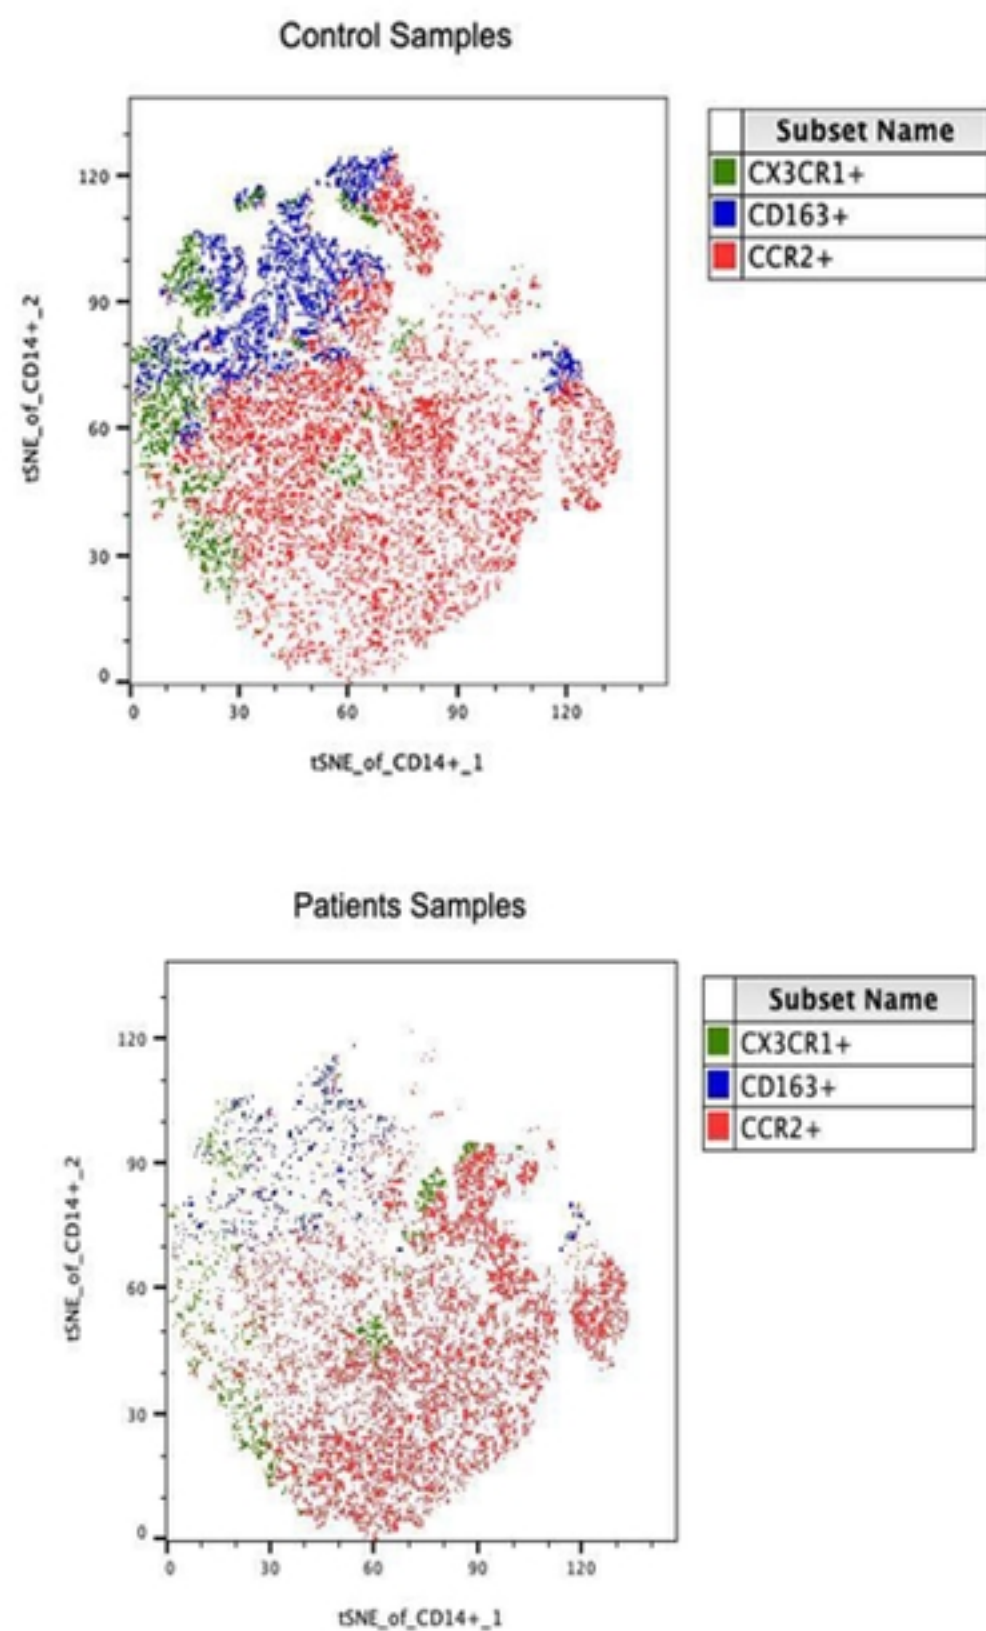 Control Samples
120
90
60
30
0
0 30 60 90 120
tSNE_of_CD14+_2
tSNE_of_CD14+_1
Subset Name
CX3CR1+
CD163+
CCR2+
Patients Samples
120
90
60
30
0
0 30 60 90 120
tSNE_of_CD14+_2
tSNE_of_CD14+_1
Subset Name
CX3CR1+
CD163+
CCR2+